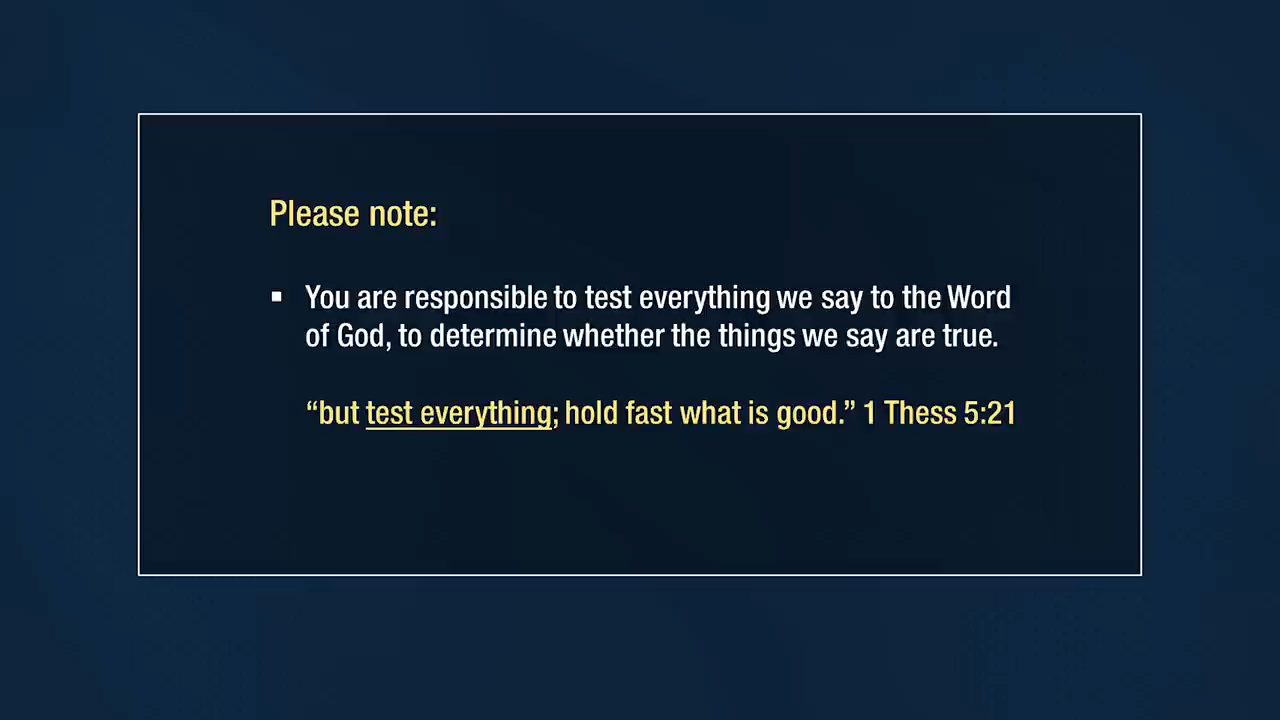 Please note:
▪ You are responsible to test everything we say to the Word
of God, to determine whether the things we say are true.
“but test everything; hold fast what is good.” 1 Thess 5:21